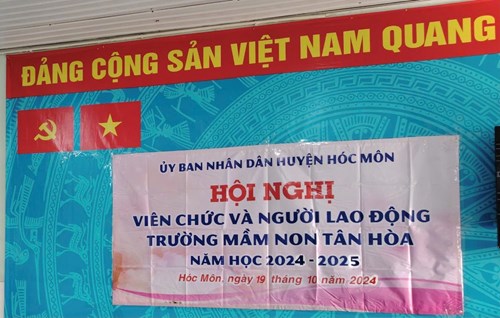 ĐẢNG CỘNG SẢN VIỆT NAM QUANG
ỦY BAN NHÂN DÂN HUYỆN HÓC MÔN
HỘI NGHỊ
VIÊN CHỨC VÀ NGƯỜI LAO ĐỘNG
TRƯỜNG MẦM NON TÂN HÒA
NĂM HỌC 2024 - 2025
Hóc Môn, ngày 19 tháng 10 năm 2024